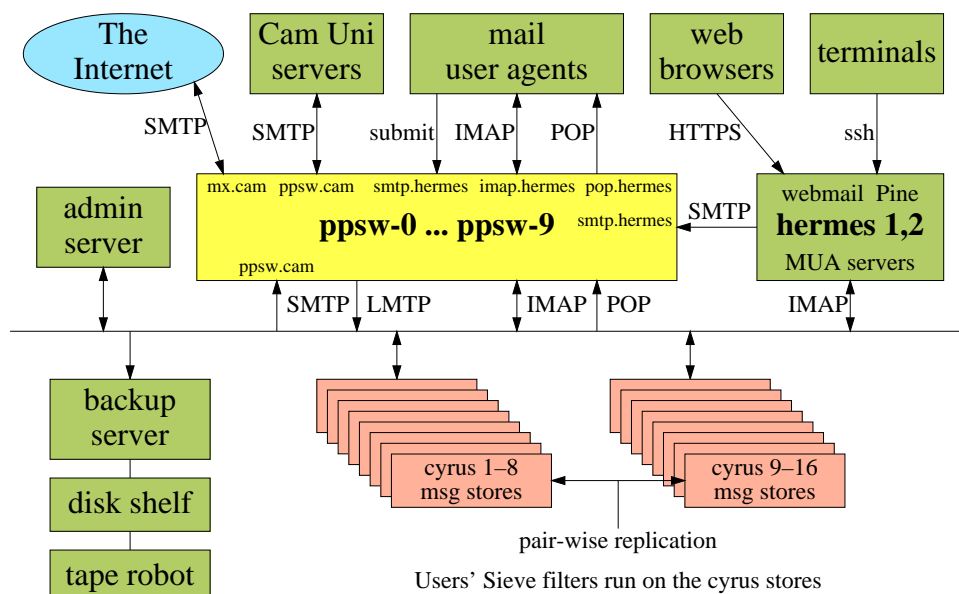 The
Internet
Cam Uni
servers
mail
user agents
web
browsers
terminals
SMTP
SMTP
submit
IMAP
POP
HTTPS
ssh
admin
server
mx.cam
ppsw.cam
smtp.hermes
imap.hermes
pop.hermes
ppsw-0 ... ppsw-9
smtp.hermes
ppsw.cam
SMTP
webmail Pine
hermes 1,2
MUA servers
SMTP
LMTP
IMAP
POP
IMAP
backup
server
disk shelf
tape robot
cyrus 1–8
msg stores
cyrus 9–16
msg stores
pair-wise replication
Users’ Sieve filters run on the cyrus stores